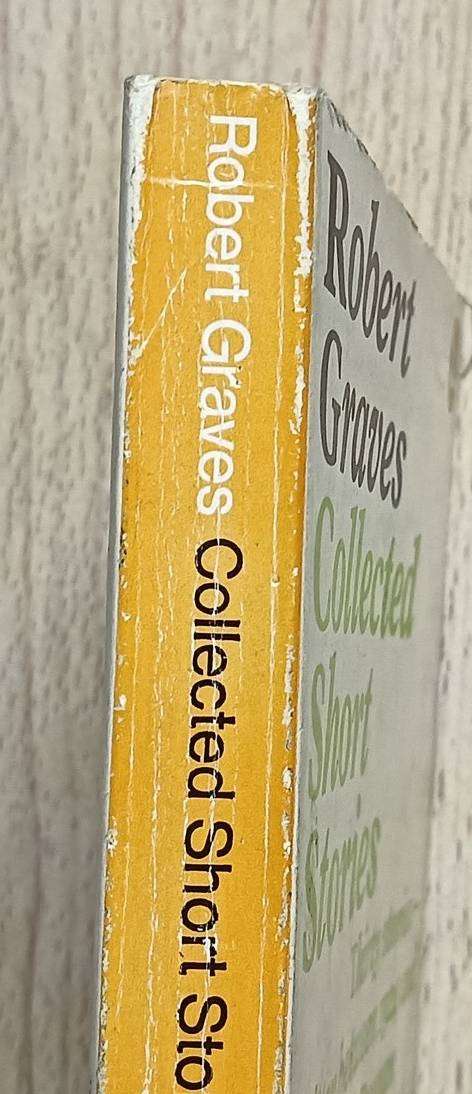 Robert Graves Collected Short Sto
Robert
Graves
Collected
Short
Stories